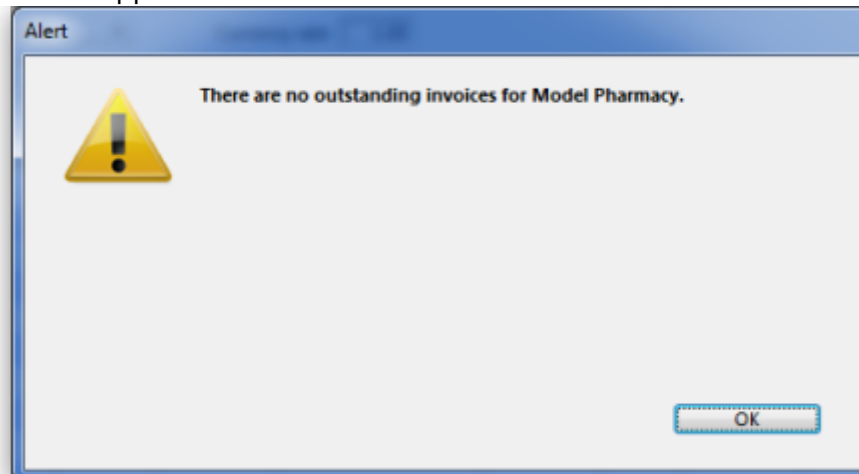 Alert
There are no outstanding invoices for Model Pharmacy.
OK